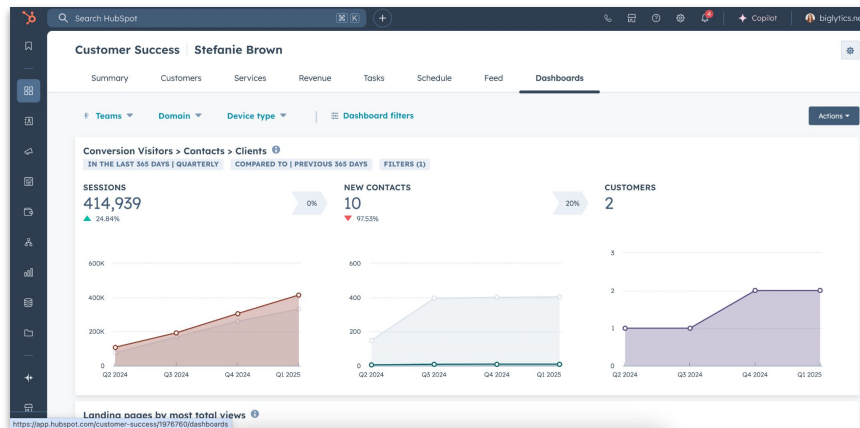 Search HubSpot ⌘ K + 4 Copilot biglytics.ne
Customer Success Stefanie Brown
Summary Customers Services Revenue Tasks Schedule Feed Dashboards
Teams Domain Device type Dashboard filters Actions
Conversion Visitors > Contacts > Clients
IN THE LAST 365 DAYS | QUARTERLY COMPARED TO | PREVIOUS 365 DAYS FILTERS (1)
SESSIONS NEW CONTACTS CUSTOMERS
414,939 0% 10 20% 2
24.84% 97.53%
600K 600 3
400K 400 2
200K 200 1
0 0 0
Q2 2024 Q3 2024 Q4 2024 Q1 2025 Q2 2024 Q3 2024 Q4 2024 Q1 2025 Q2 2024 Q3 2024 Q4 2024 Q1 2025
Landing pages by most total views
https://app.hubspot.com/customer-success/1976760/dashboards